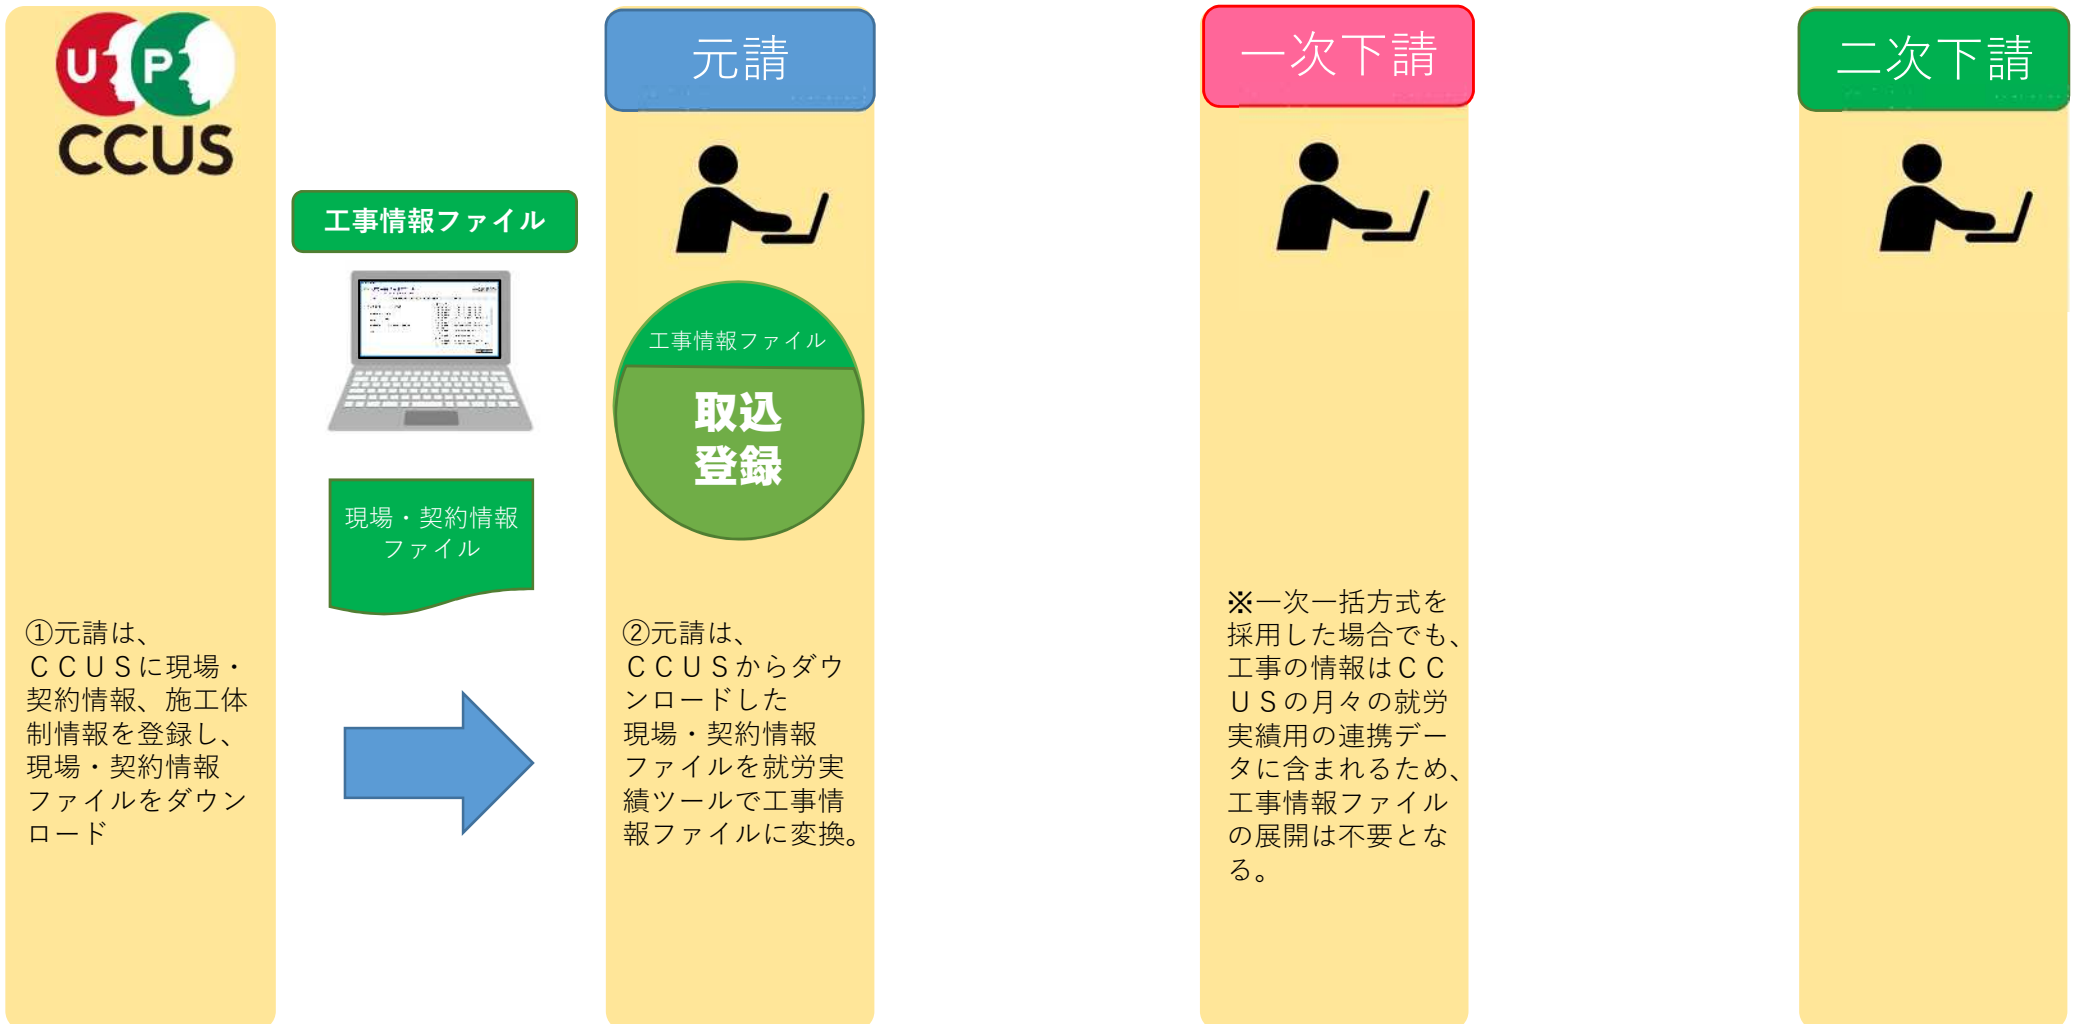 UP
CCUS
元請
一次下請
二次下請
工事情報ファイル
現場・契約情報
ファイル
工事情報ファイル
取込
登録
①元請は、
ＣＣＵＳに現場・
契約情報、施工体
制情報を登録し、
現場・契約情報
ファイルをダウン
ロード
②元請は、
ＣＣＵＳからダウ
ンロードした
現場・契約情報
ファイルを就労実
績ツールで工事情
報ファイルに変換。
※一次一括方式を
採用した場合でも、
工事の情報はＣＣ
ＵＳの月々の就労
実績用の連携デー
タに含まれるため、
工事情報ファイル
の展開は不要とな
る。